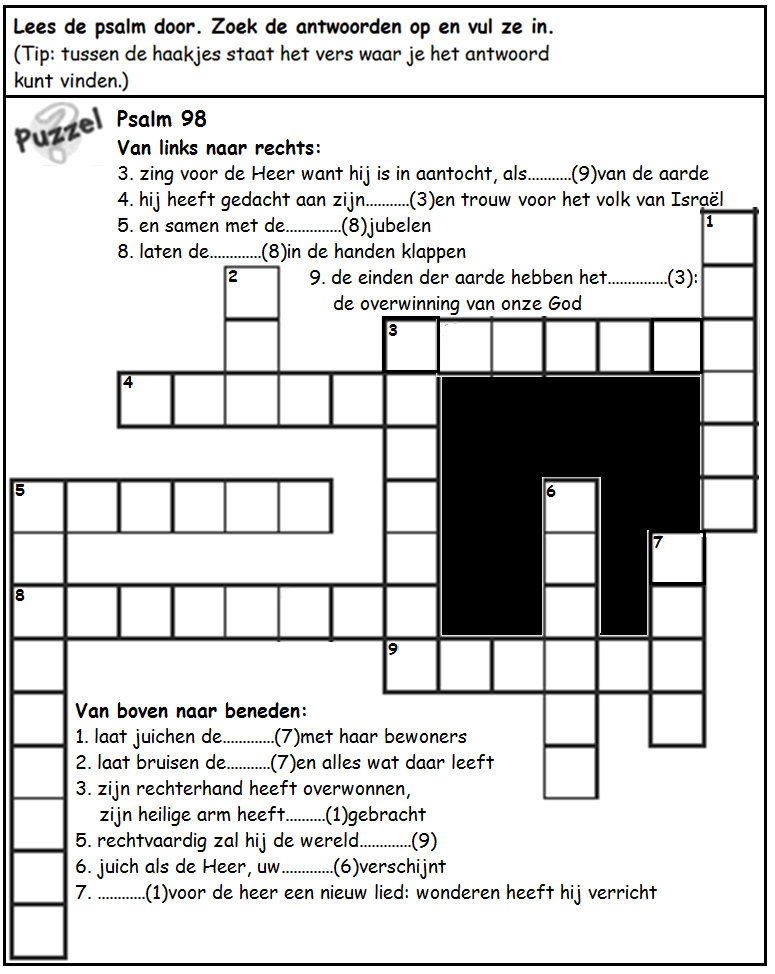 Lees de psalm door. Zoek de antwoorden op en vul ze in.
(Tip: tussen de haakjes staat het vers waar je het antwoord
kunt vinden.)
Puzzel
Psalm 98
Van links naar rechts:
3. zing voor de Heer want hij is in aantocht, als..........(9)van de aarde
4. hij heeft gedacht aan zijn..........(3)en trouw voor het volk van Israël
5. en samen met de.............(8)jubelen
8. laten de............(8)in de handen klappen
9. de einden der aarde hebben het..............(3):
de overwinning van onze God
1
2
3
4
5
6
7
8
9
Van boven naar beneden:
1. laat juichen de............(7)met haar bewoners
2. laat bruisen de..........(7)en alles wat daar leeft
3. zijn rechterhand heeft overwonnen,
zijn heilige arm heeft.........(1)gebracht
5. rechtvaardig zal hij de wereld............(9)
6. juich als de Heer, uw............(6)verschijnt
7. ...........(1)voor de heer een nieuw lied: wonderen heeft hij verricht